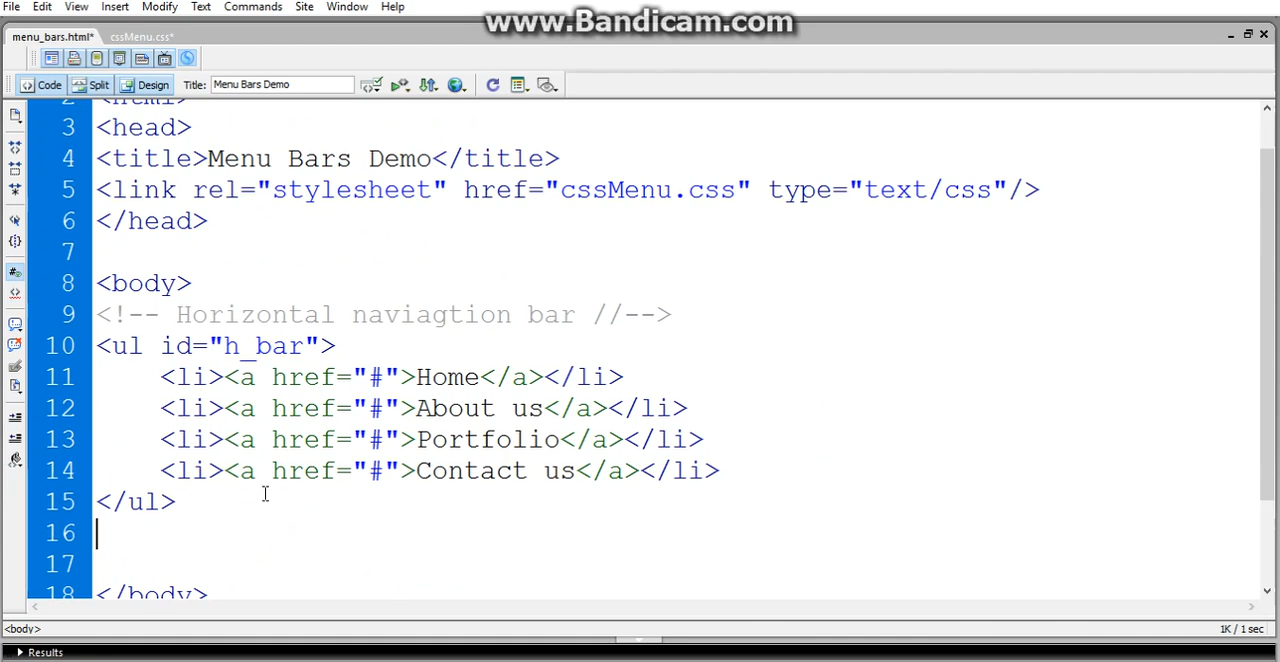 File Edit View Insert Modify Text Commands Site Window Help
www.Bandicam.com
menu_bars.html* cssMenu.css*
Code Split Design Title: Menu Bars Demo
2 <html>
3 <head>
4 <title>Menu Bars Demo</title>
5 <link rel="stylesheet" href="cssMenu.css" type="text/css"/>
6 </head>
7
8 <body>
9 <!-- Horizontal naviagtion bar //-->
10 <ul id="h_bar">
11 <li><a href="#">Home</a></li>
12 <li><a href="#">About us</a></li>
13 <li><a href="#">Portfolio</a></li>
14 <li><a href="#">Contact us</a></li>
15 </ul>
16
17
18 </body>
<body> 1K / 1 sec
Results